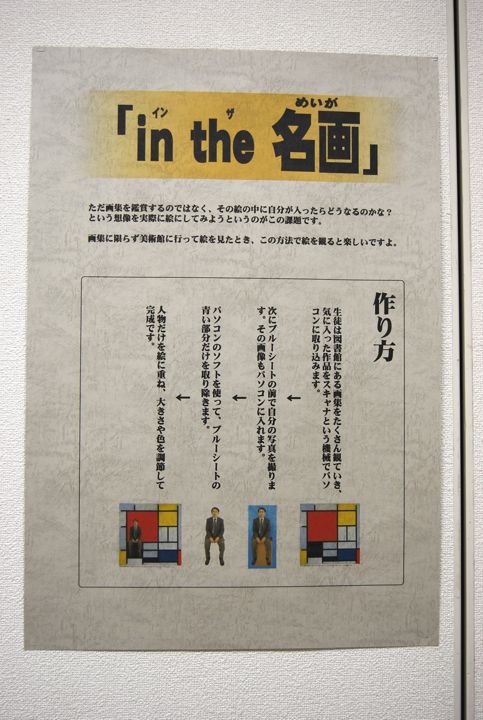 「in the 名画」
イン ザ めいが
ただ画集を鑑賞するのではなく、その絵の中に自分が入ったらどうなるのかな？
という想像を実際に絵にしてみようというのがこの課題です。
画集に限らず美術館に行って絵を見たとき、この方法で絵を観ると楽しいですよ。
作り方
生徒は図書館にある画集をたくさん観ていき、
気に入った作品をスキャナという機械でパソ
コンに取り込みます。
←
次にブルーシートの前で自分の写真を撮りま
す。その画像もパソコンに入れます。
←
パソコンのソフトを使って、ブルーシートの
青い部分だけを取り除きます。
←
人物だけを絵に重ね、大きさや色を調節して
完成です。